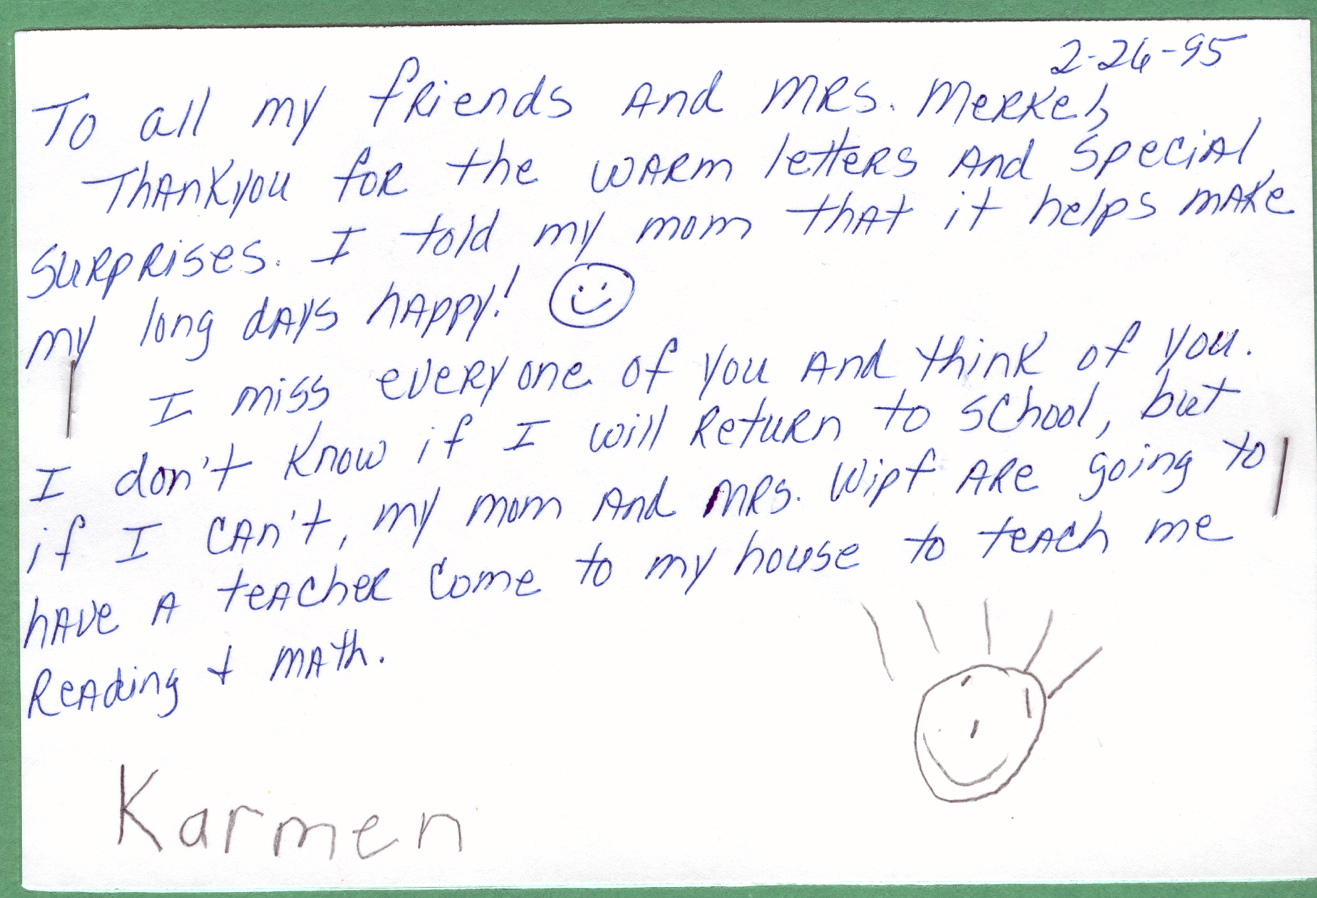 2-26-95
To all my friends and Mrs. Merkel,
Thankyou for the warm letters and special
surprises. I told my mom that it helps make
my long days happy!
I miss everyone of you and think of you.
I don't know if I will return to school, but
if I can't, my mom and Mrs. Wipf are going to
have a teacher come to my house to teach me
Reading + math.
Karmen